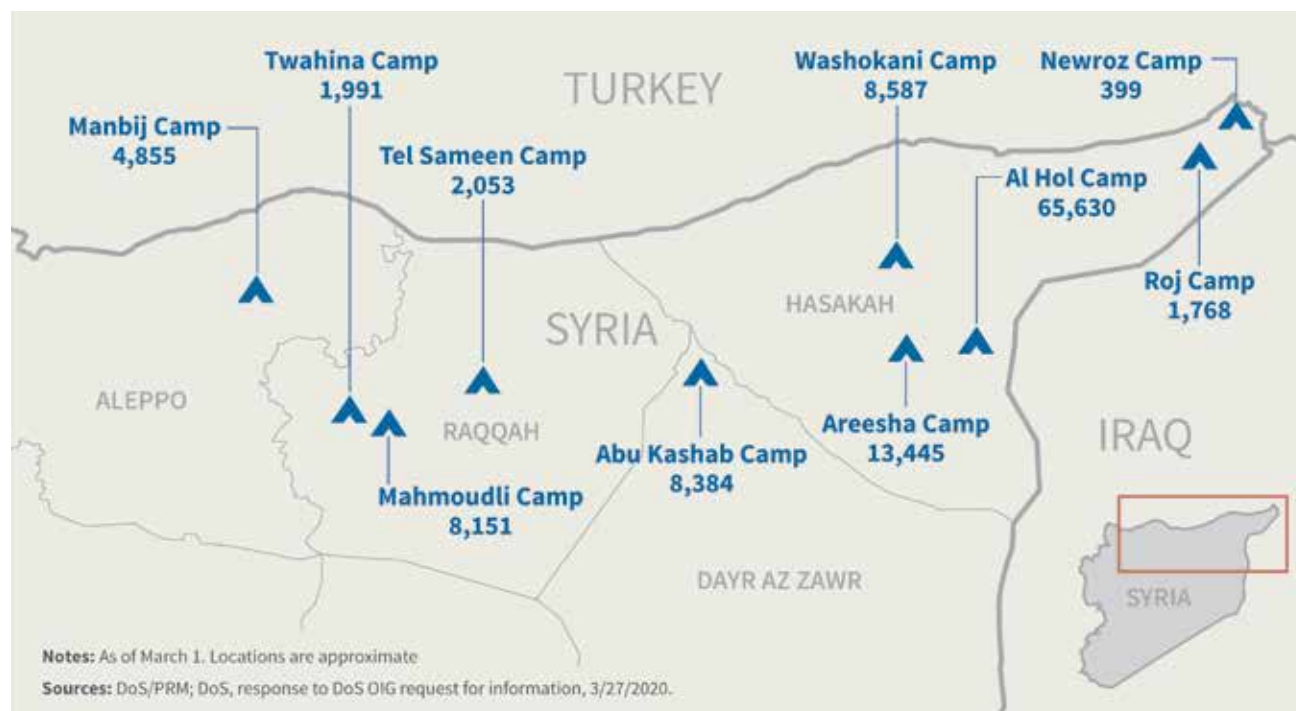 Twahina Camp
1,991
TURKEY
Washokani Camp
8,587
Newroz Camp
399
Manbij Camp
4,855
Tel Sameen Camp
2,053
Al Hol Camp
65,630
Roj Camp
1,768
HASAKAH
SYRIA
ALEPPO
RAQQAH
Areesha Camp
13,445
IRAQ
Abu Kashab Camp
8,384
Mahmoudli Camp
8,151
DAYR AZ ZAWR
SYRIA
Notes: As of March 1. Locations are approximate
Sources: DoS/PRM; DoS, response to DoS OIG request for information, 3/27/2020.